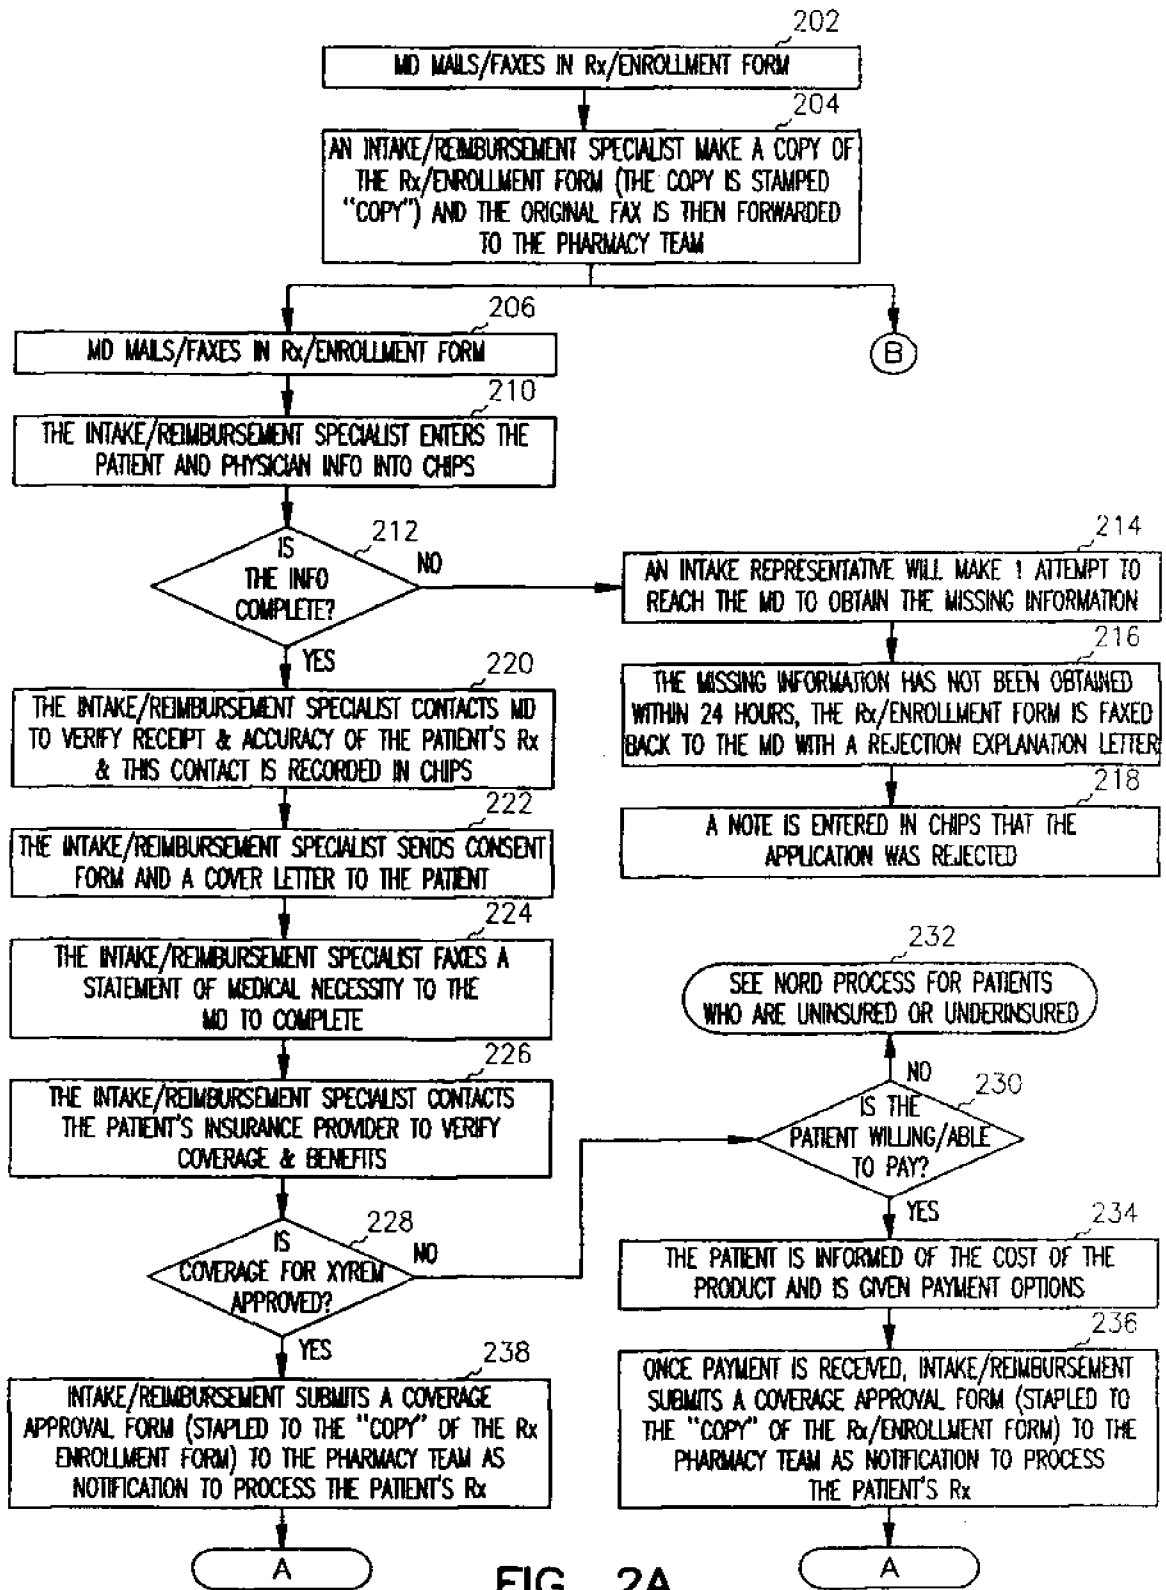 202
MD MAILS/FAXES IN Rx/ENROLLMENT FORM
204
AN INTAKE/REIMBURSEMENT SPECIALIST MAKE A COPY OF
THE Rx/ENROLLMENT FORM (THE COPY IS STAMPED
"COPY") AND THE ORIGINAL FAX IS THEN FORWARDED
TO THE PHARMACY TEAM
206
MD MAILS/FAXES IN Rx/ENROLLMENT FORM
B
210
THE INTAKE/REIMBURSEMENT SPECIALIST ENTERS THE
PATIENT AND PHYSICIAN INFO INTO CHIPS
212
IS
THE INFO
COMPLETE?
NO
YES
214
AN INTAKE REPRESENTATIVE WILL MAKE 1 ATTEMPT TO
REACH THE MD TO OBTAIN THE MISSING INFORMATION
216
THE MISSING INFORMATION HAS NOT BEEN OBTAINED
WITHIN 24 HOURS, THE Rx/ENROLLMENT FORM IS FAXED
BACK TO THE MD WITH A REJECTION EXPLANATION LETTER
218
A NOTE IS ENTERED IN CHIPS THAT THE
APPLICATION WAS REJECTED
220
THE INTAKE/REIMBURSEMENT SPECIALIST CONTACTS MD
TO VERIFY RECEIPT & ACCURACY OF THE PATIENT'S Rx
& THIS CONTACT IS RECORDED IN CHIPS
222
THE INTAKE/REIMBURSEMENT SPECIALIST SENDS CONSENT
FORM AND A COVER LETTER TO THE PATIENT
224
THE INTAKE/REIMBURSEMENT SPECIALIST FAXES A
STATEMENT OF MEDICAL NECESSITY TO THE
MD TO COMPLETE
226
THE INTAKE/REIMBURSEMENT SPECIALIST CONTACTS
THE PATIENT'S INSURANCE PROVIDER TO VERIFY
COVERAGE & BENEFITS
228
IS
COVERAGE FOR XYREM
APPROVED?
NO
YES
232
SEE NORD PROCESS FOR PATIENTS
WHO ARE UNINSURED OR UNDERINSURED
NO
230
IS THE
PATIENT WILLING/ABLE
TO PAY?
YES
234
THE PATIENT IS INFORMED OF THE COST OF THE
PRODUCT AND IS GIVEN PAYMENT OPTIONS
236
ONCE PAYMENT IS RECEIVED, INTAKE/REIMBURSEMENT
SUBMITS A COVERAGE APPROVAL FORM (STAPLED TO
THE "COPY" OF THE Rx/ENROLLMENT FORM) TO THE
PHARMACY TEAM AS NOTIFICATION TO PROCESS
THE PATIENT'S Rx
238
INTAKE/REIMBURSEMENT SUBMITS A COVERAGE
APPROVAL FORM (STAPLED TO THE "COPY" OF THE Rx
ENROLLMENT FORM) TO THE PHARMACY TEAM AS
NOTIFICATION TO PROCESS THE PATIENT'S Rx
A
A
FIG. 2A